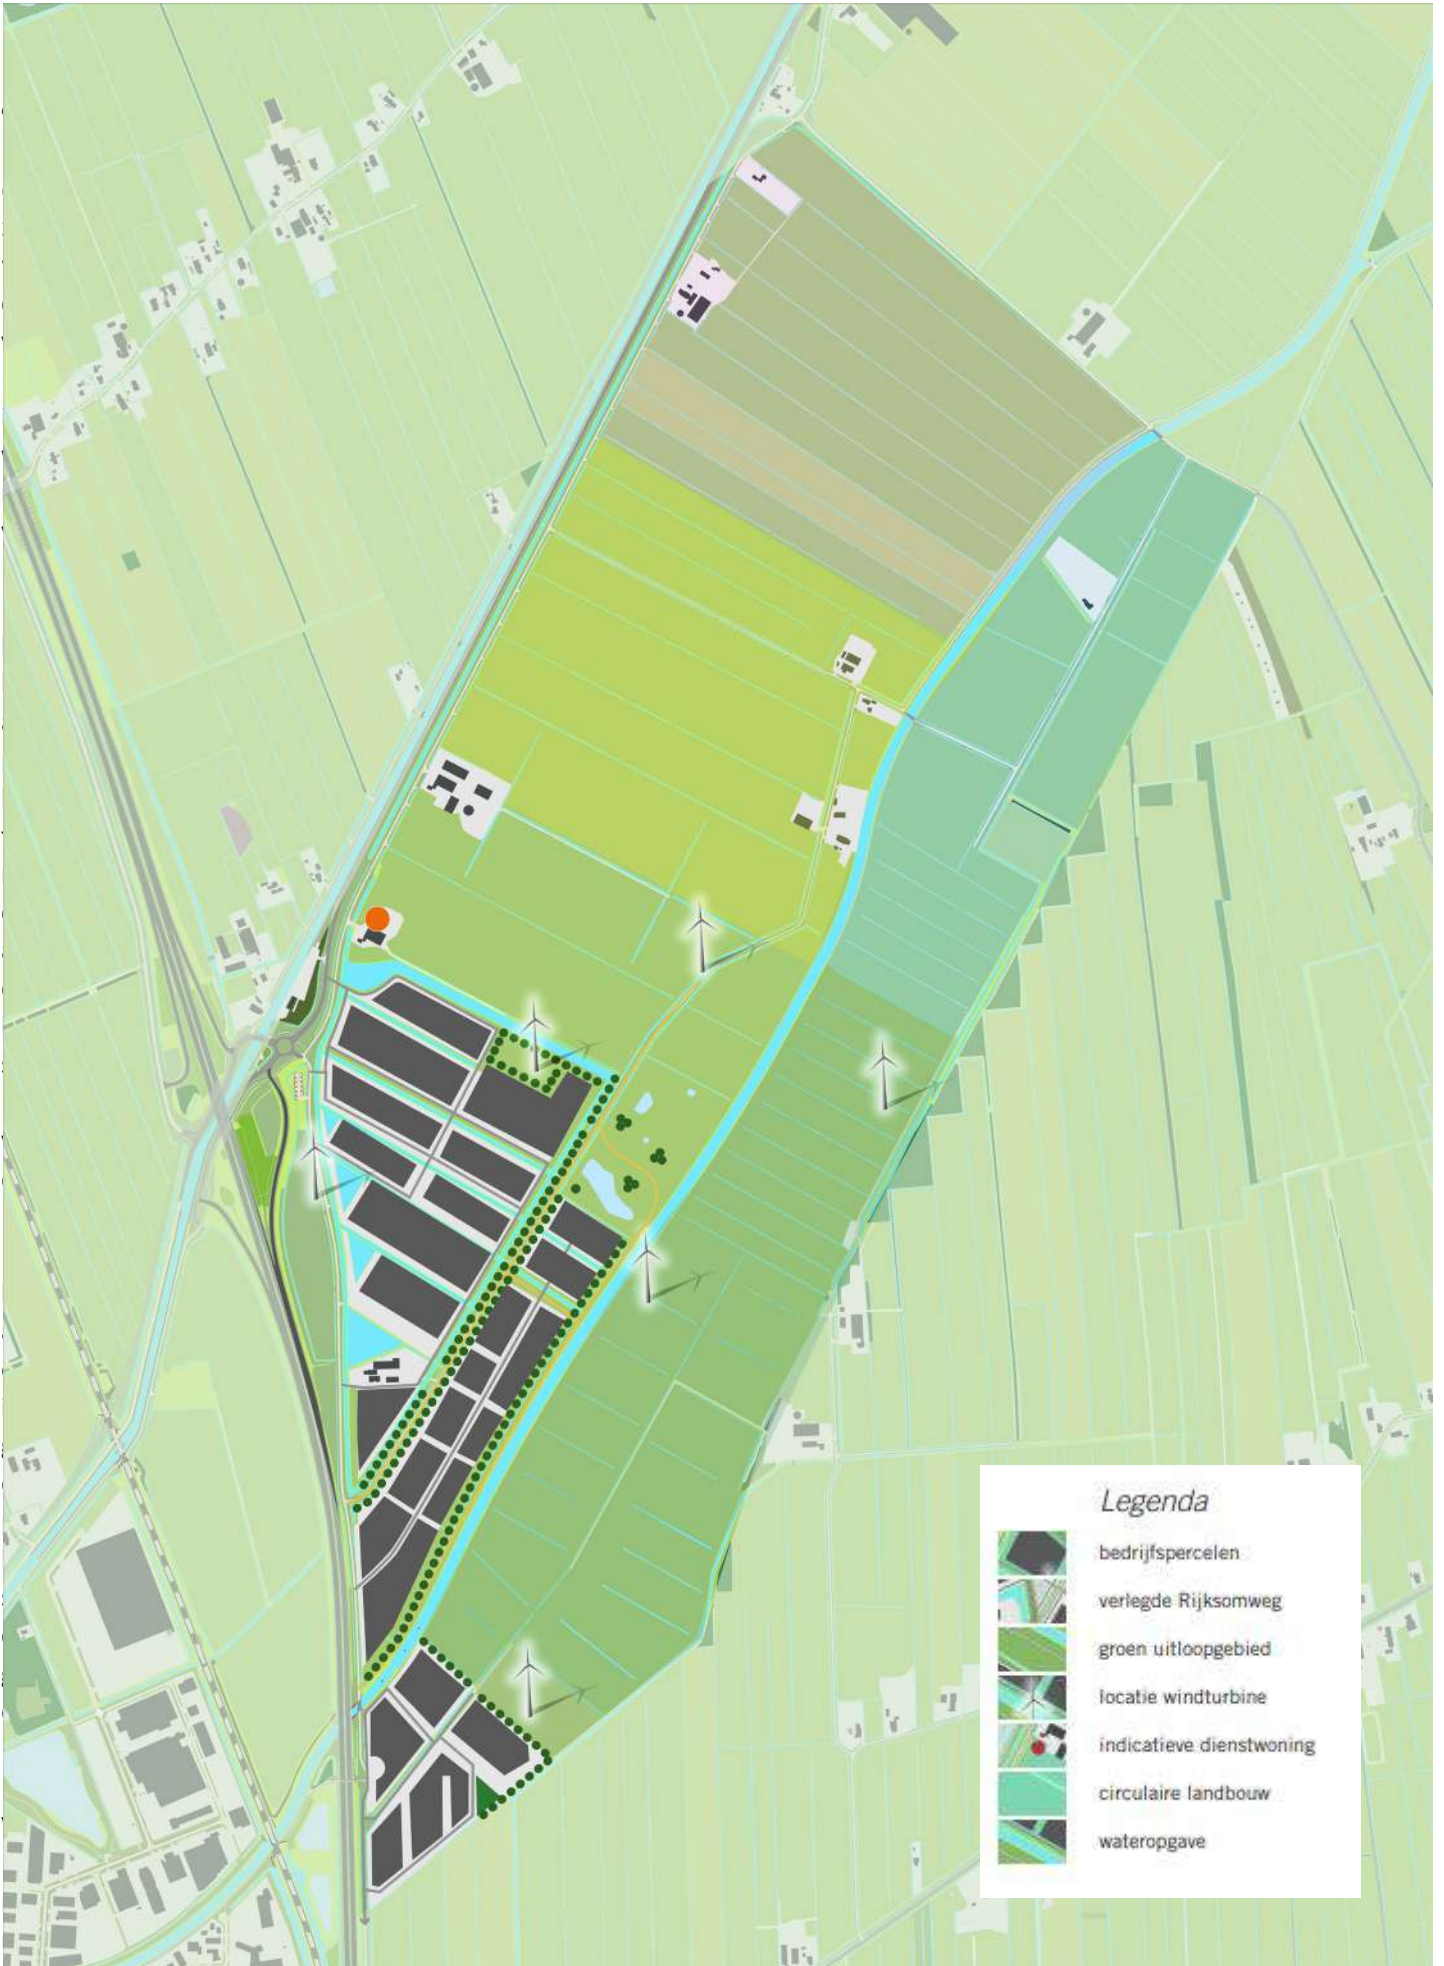 Legenda
bedrijfspercelen
verlegde Rijksomweg
groen uitloopgebied
locatie windturbine
indicatieve dienstwoning
circulaire landbouw
wateropgave